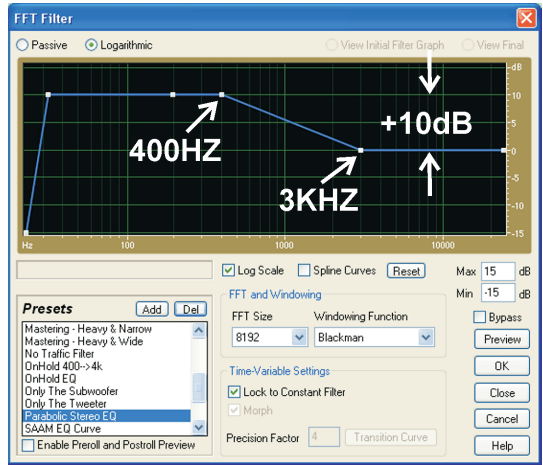 FFT Filter
Passive Logarithmic View Initial Filter Graph View Final
dB
10
+10dB
5
400HZ
0
3KHZ
-5
-10
-15
Hz 100 1000 10000
Log Scale Spline Curves Reset Max 15 dB
Min -15 dB
Presets Add Del
Mastering - Heavy & Narrow
Mastering - Heavy & Wide
No Traffic Filter
OnHold 400->4k
OnHold EQ
Only The Subwoofer
Only The Tweeter
Parabolic Stereo EQ
SAAM EQ Curve
Enable Preroll and Postroll Preview
FFT and Windowing
FFT Size Windowing Function
8192 Blackman
Time-Variable Settings
Lock to Constant Filter
Morph
Precision Factor 4 Transition Curve
Bypass
Preview
OK
Close
Cancel
Help